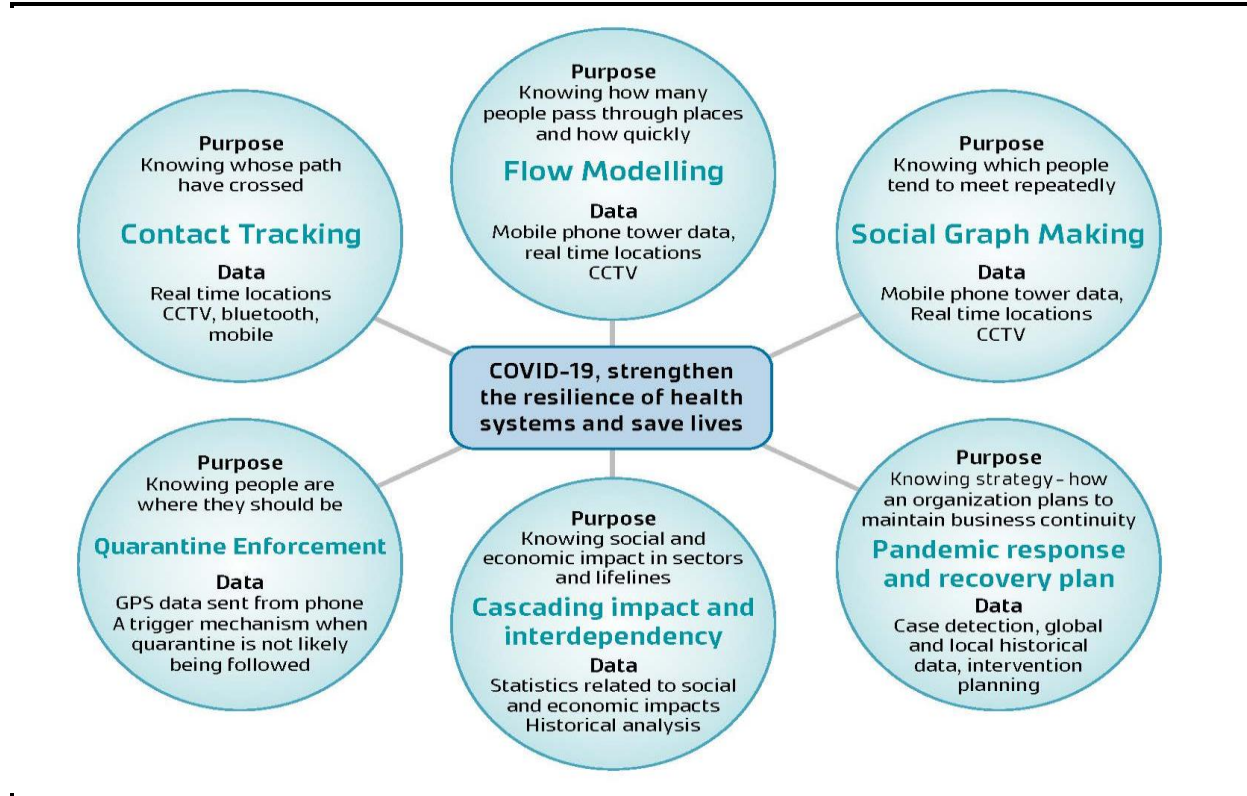 Purpose
Knowing whose path
have crossed
Contact Tracking
Data
Real time locations
CCTV, bluetooth,
mobile
Purpose
Knowing how many
people pass through places
and how quickly
Flow Modelling
Data
Mobile phone tower data,
real time locations
CCTV
Purpose
Knowing which people
tend to meet repeatedly
Social Graph Making
Data
Mobile phone tower data,
Real time locations
CCTV
COVID-19, strengthen
the resilience of health
systems and save lives
Purpose
Knowing people are
where they should be
Quarantine Enforcement
Data
GPS data sent from phone
A trigger mechanism when
quarantine is not likely
being followed
Purpose
Knowing social and
economic impact in sectors
and lifelines
Cascading impact and
interdependency
Data
Statistics related to social
and economic impacts
Historical analysis
Purpose
Knowing strategy - how
an organization plans to
maintain business continuity
Pandemic response
and recovery plan
Data
Case detection, global
and local historical
data, intervention
planning